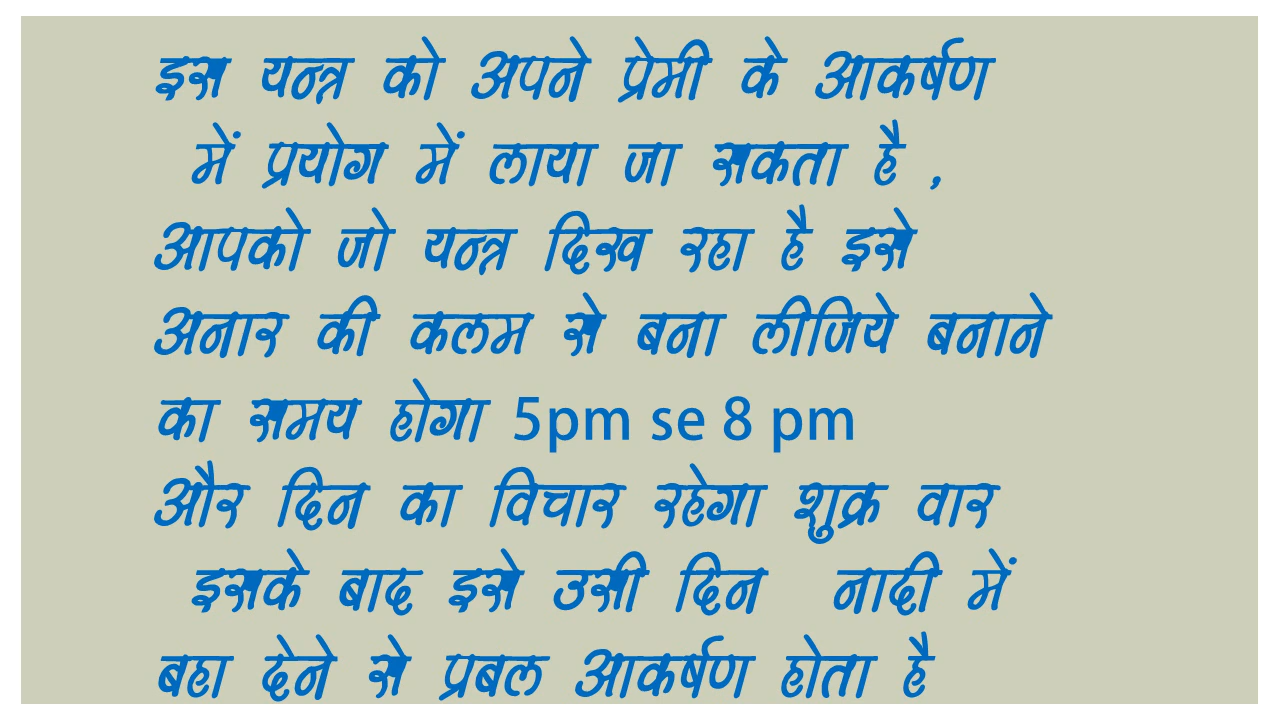 इस यन्त्र को अपने प्रेमी के आकर्षण
में प्रयोग में लाया जा सकता है ,
आपको जो यन्त्र दिख रहा है इसे
अनार की कलम से बना लीजिये बनाने
का समय होगा 5pm se 8 pm
और दिन का विचार रहेगा शुक्र वार
इसके बाद इसे उसी दिन नादी में
बहा देने से प्रबल आकर्षण होता है